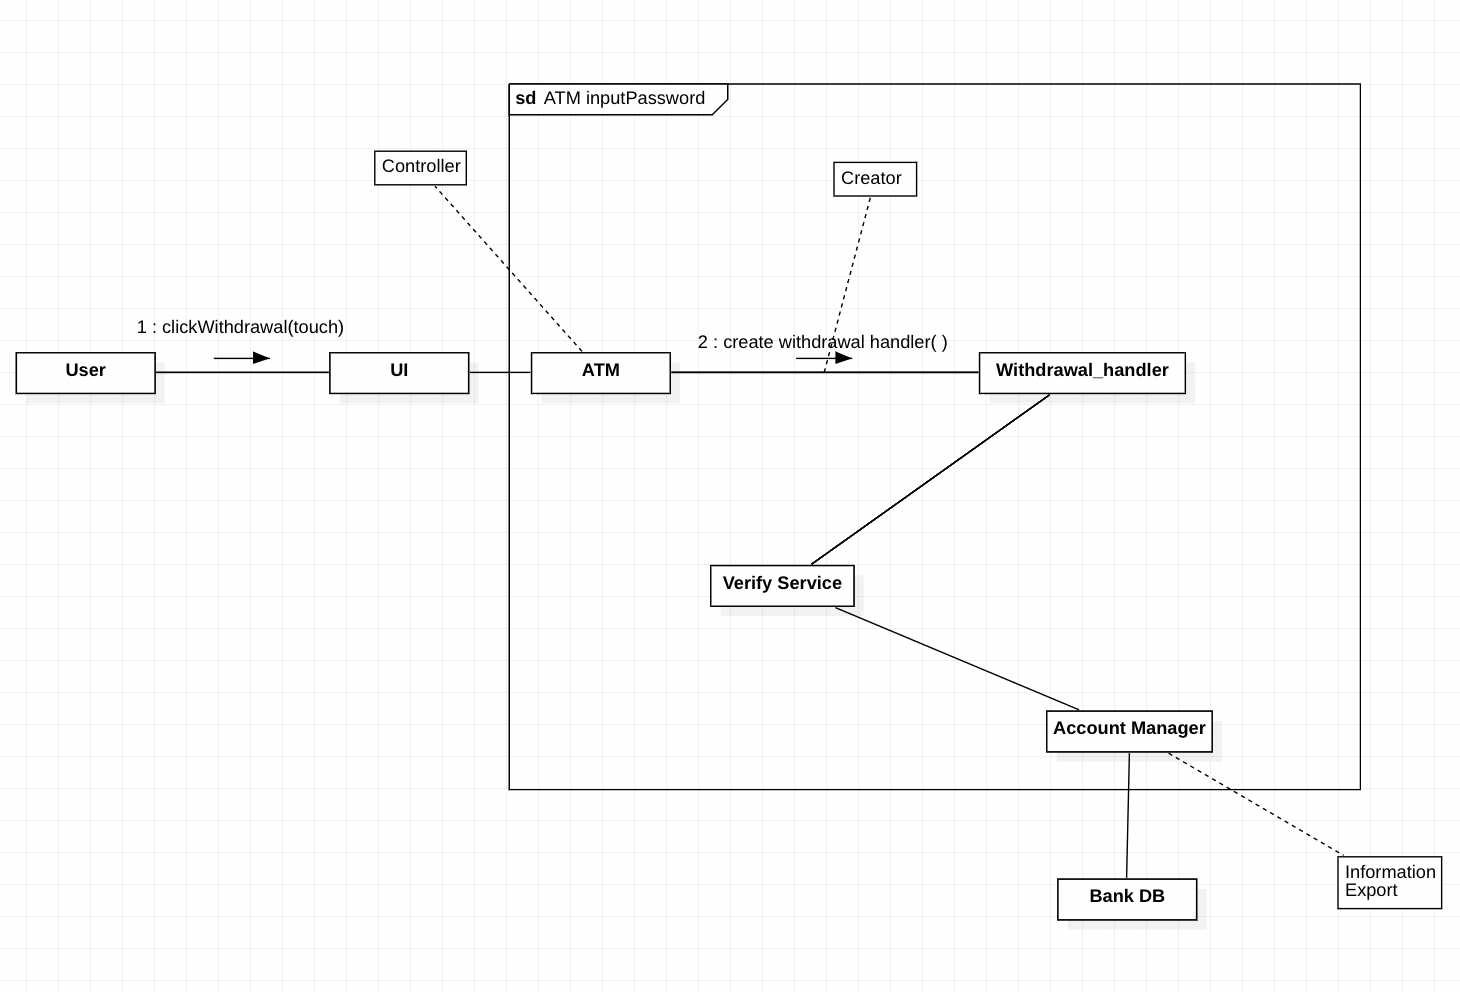 sd ATM inputPassword
Controller
Creator
1 : clickWithdrawal(touch)
2 : create withdrawal handler( )
User
UI
ATM
Withdrawal_handler
Verify Service
Account Manager
Information
Export
Bank DB